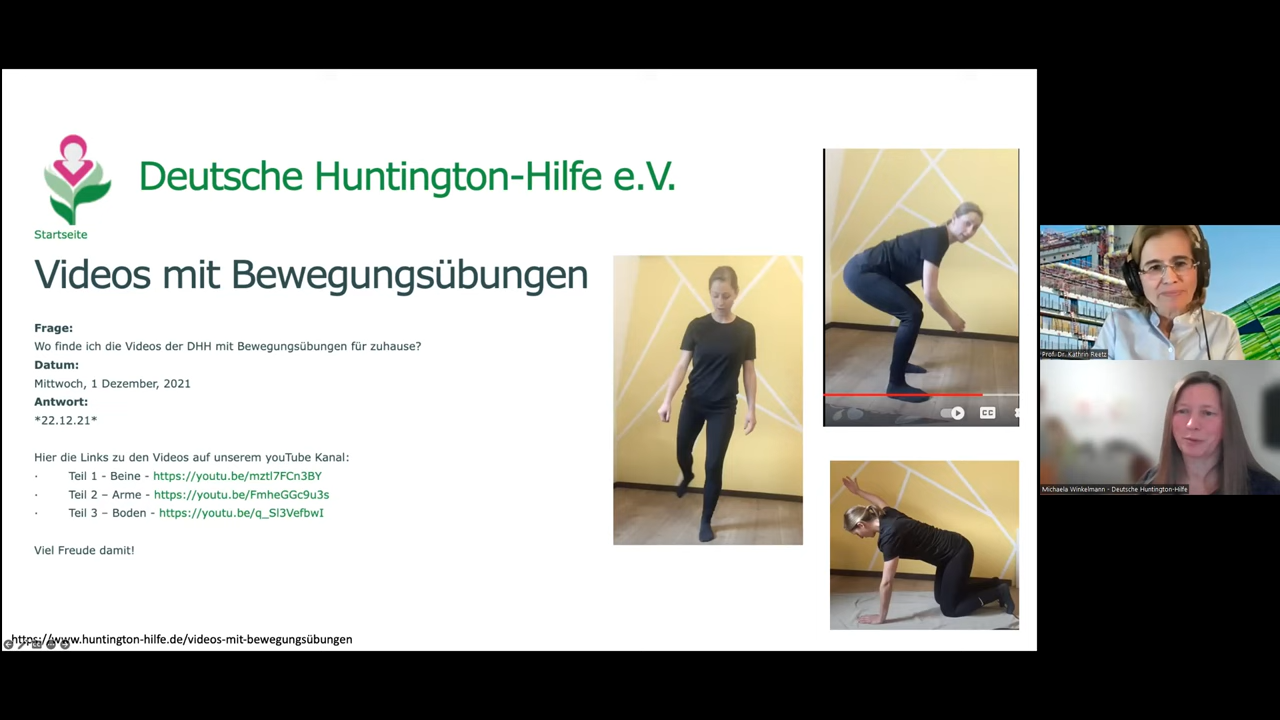 Deutsche Huntington-Hilfe e.V.
Startseite
Videos mit Bewegungsübungen
Frage:
Wo finde ich die Videos der DHH mit Bewegungsübungen für zuhause?
Datum:
Mittwoch, 1 Dezember, 2021
Antwort:
*22.12.21*
Hier die Links zu den Videos auf unserem youTube Kanal:
· Teil 1 - Beine - https://youtu.be/mztl7FCn3BY
· Teil 2 – Arme - https://youtu.be/FmheGGc9u3s
· Teil 3 – Boden - https://youtu.be/q_Sl3VefbwI
Viel Freude damit!
https://www.huntington-hilfe.de/videos-mit-bewegungsübungen
CC
Prof. Dr. Kathrin Reetz
Michaela Winkelmann - Deutsche Huntington-Hilfe